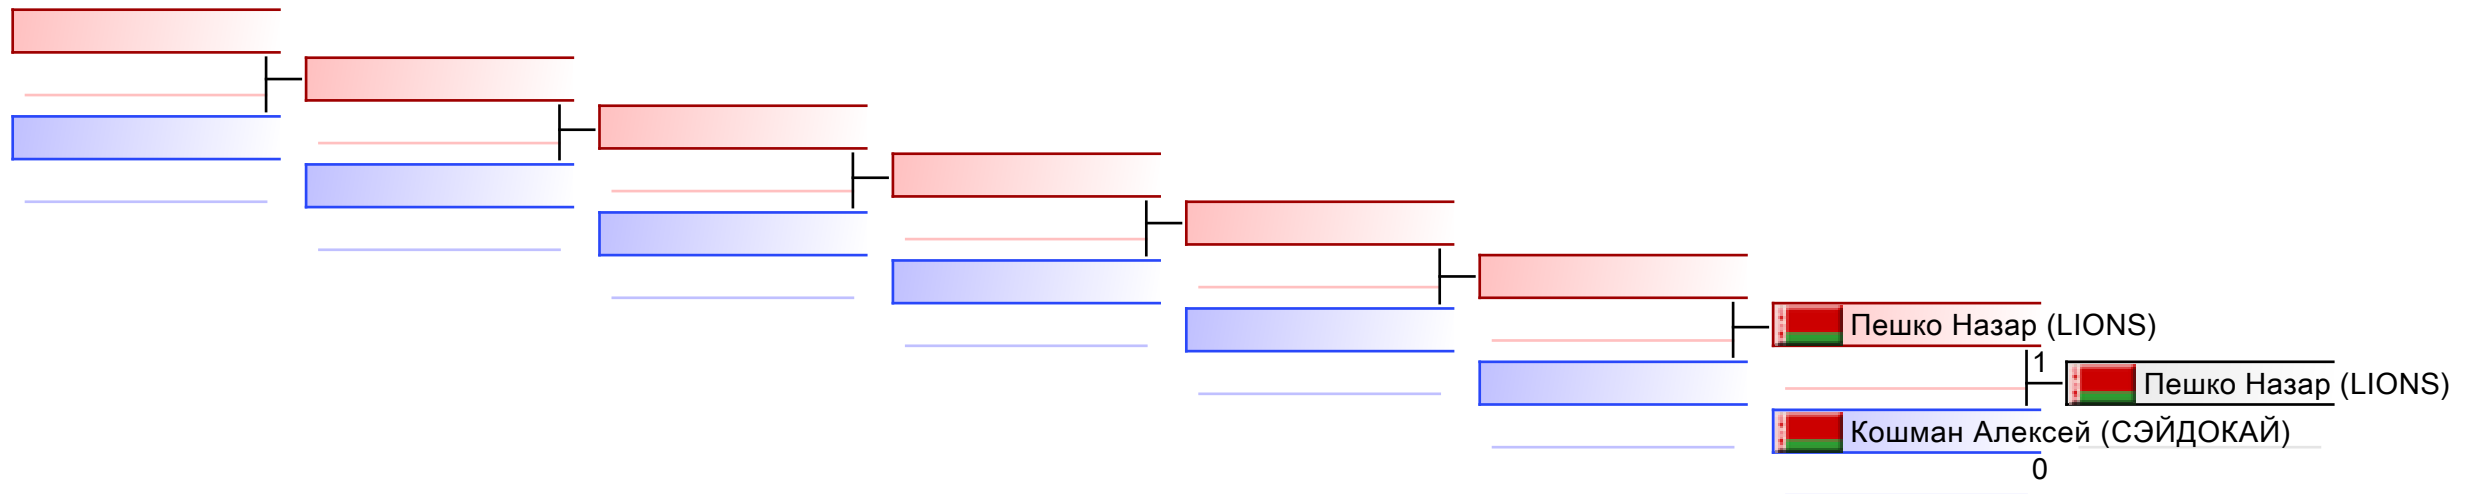 Пешко Назар (LIONS)
1
Пешко Назар (LIONS)
Кошман Алексей (СЭЙДОКАЙ)
0